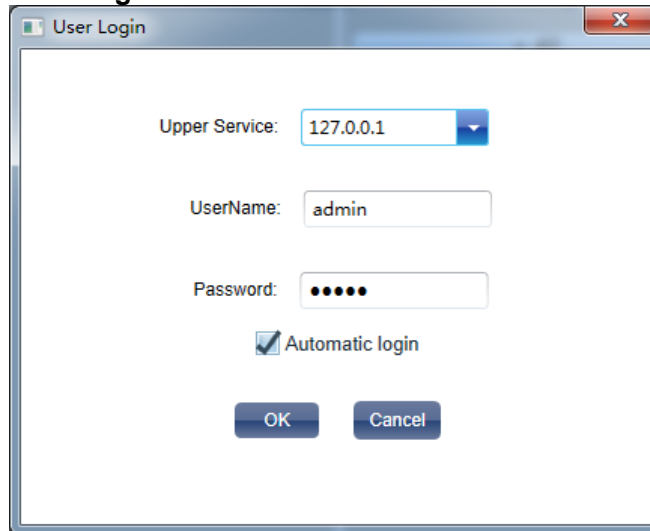 User Login
Upper Service: 127.0.0.1
UserName: admin
Password: ●●●●●
Automatic login
OK Cancel